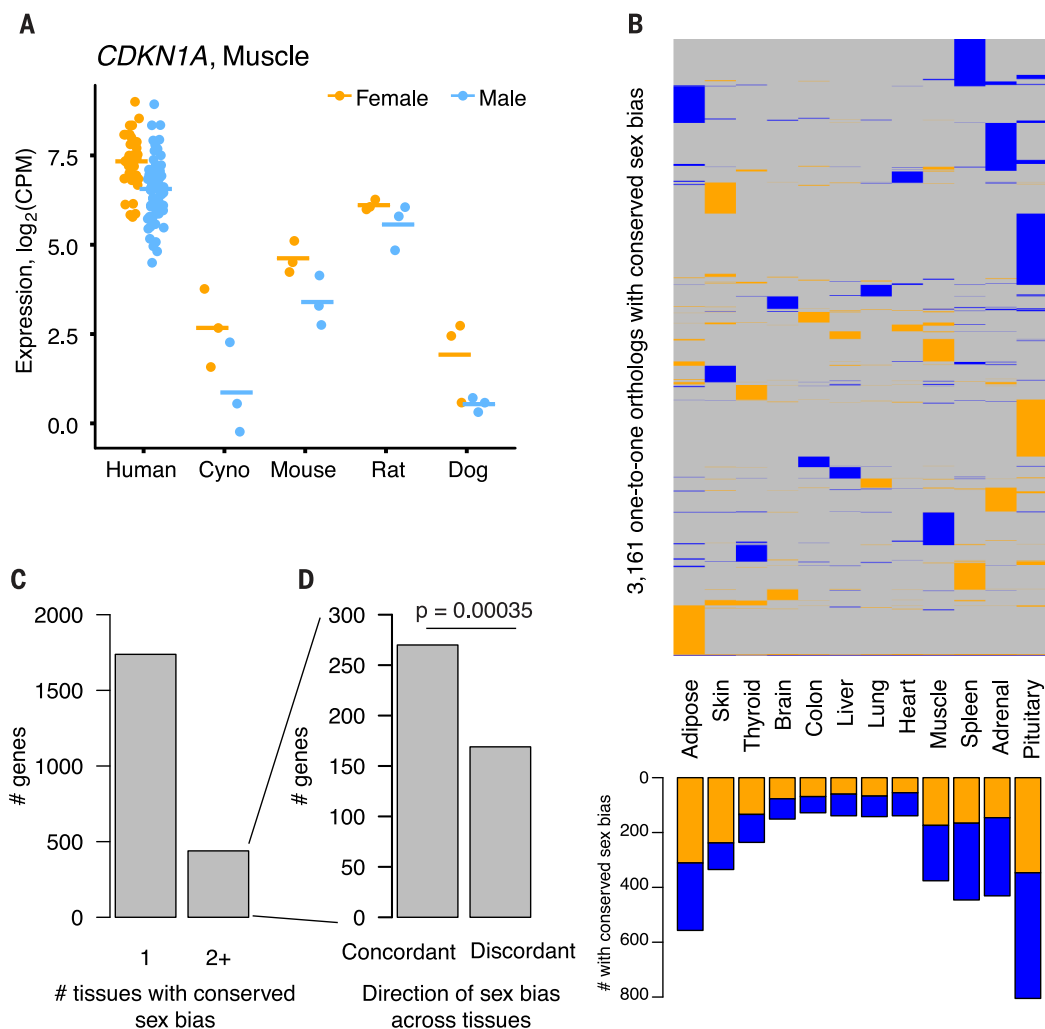 A
CDKN1A, Muscle
Female Male
Expression, log2(CPM)
7.5
5.0
2.5
0.0
Human Cyno Mouse Rat Dog
B
3,161 one-to-one orthologs with conserved sex bias
Adipose Skin Thyroid Brain Colon Liver Lung Heart Muscle Spleen Adrenal Pituitary
# with conserved sex bias
0
200
400
600
800
C
# genes
2000
1500
1000
500
0
1 2+
# tissues with conserved
sex bias
D
p = 0.00035
# genes
300
250
200
150
100
50
0
Concordant Discordant
Direction of sex bias
across tissues